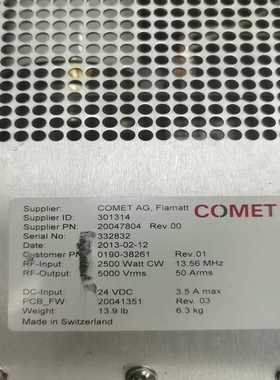 Supplier: COMET AG, Flamatt
COMET
Supplier ID: 301314
Supplier PN: 20047804 Rev.00
Serial No: 332832
Date: 2013-02-12
Customer PN: 0190-38261 Rev.01
RF-Input: 2500 Watt CW 13.56 MHz
RF-Output: 5000 Vrms 50 Arms
DC-Input: 24 VDC 3.5 A max
PCB_FW: 20041351 Rev. 03
Weight: 13.9 lb 6.3 kg
Made in Switzerland